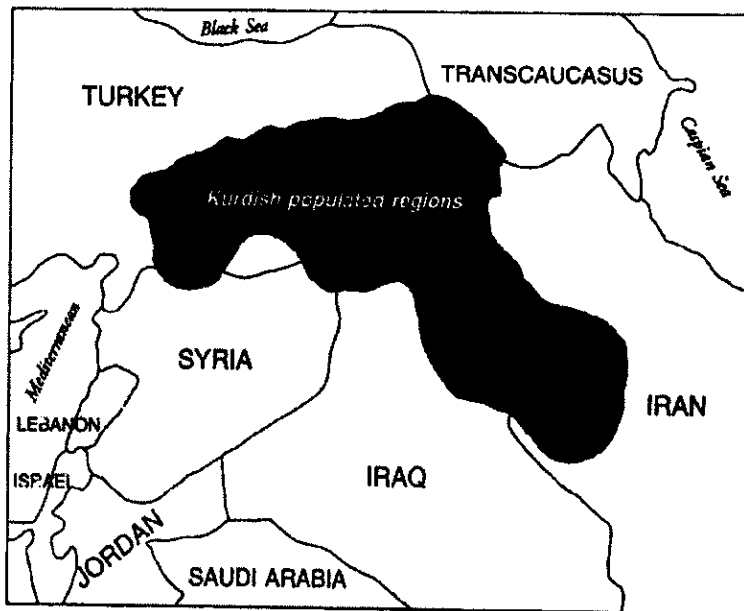 Black Sea
TRANSCAUCASUS
TURKEY
Caspian Sea
Kurdish populated regions
Mediterranean
SYRIA
LEBANON
IRAN
ISRAEL
IRAQ
JORDAN
SAUDI ARABIA